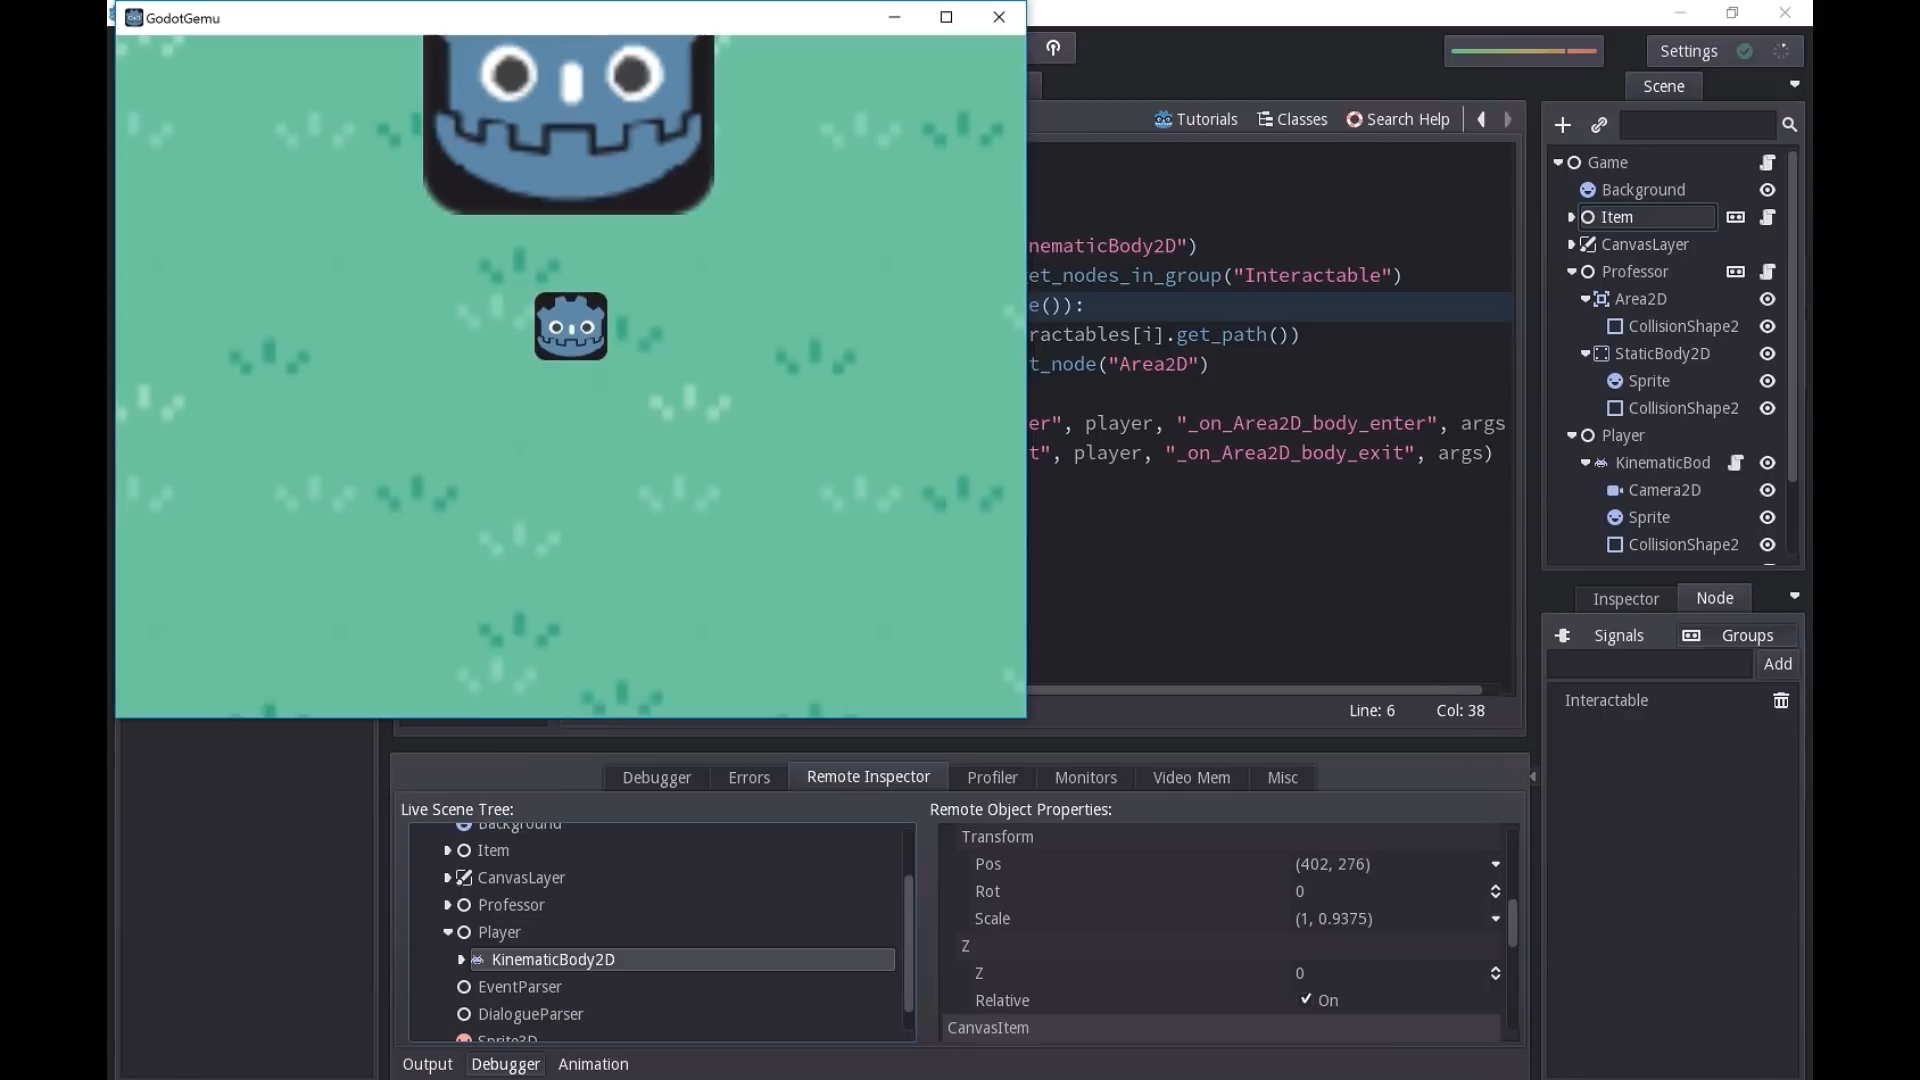 GodotGemu
Settings
Scene
Tutorials Classes Search Help
nematicBody2D")
et_nodes_in_group("Interactable")
e()):
ractables[i].get_path())
t_node("Area2D")
er", player, "_on_Area2D_body_enter", args
t", player, "_on_Area2D_body_exit", args)
Line: 6 Col: 38
Game
Background
Item
CanvasLayer
Professor
Area2D
CollisionShape2
StaticBody2D
Sprite
CollisionShape2
Player
KinematicBod
Camera2D
Sprite
CollisionShape2
Inspector Node
Signals Groups
Add
Interactable
Debugger Errors Remote Inspector Profiler Monitors Video Mem Misc
Live Scene Tree:
Background
Item
CanvasLayer
Professor
Player
KinematicBody2D
EventParser
DialogueParser
Sprite3D
Remote Object Properties:
Transform
Pos (402, 276)
Rot 0
Scale (1, 0.9375)
Z
Z 0
Relative On
CanvasItem
Output Debugger Animation